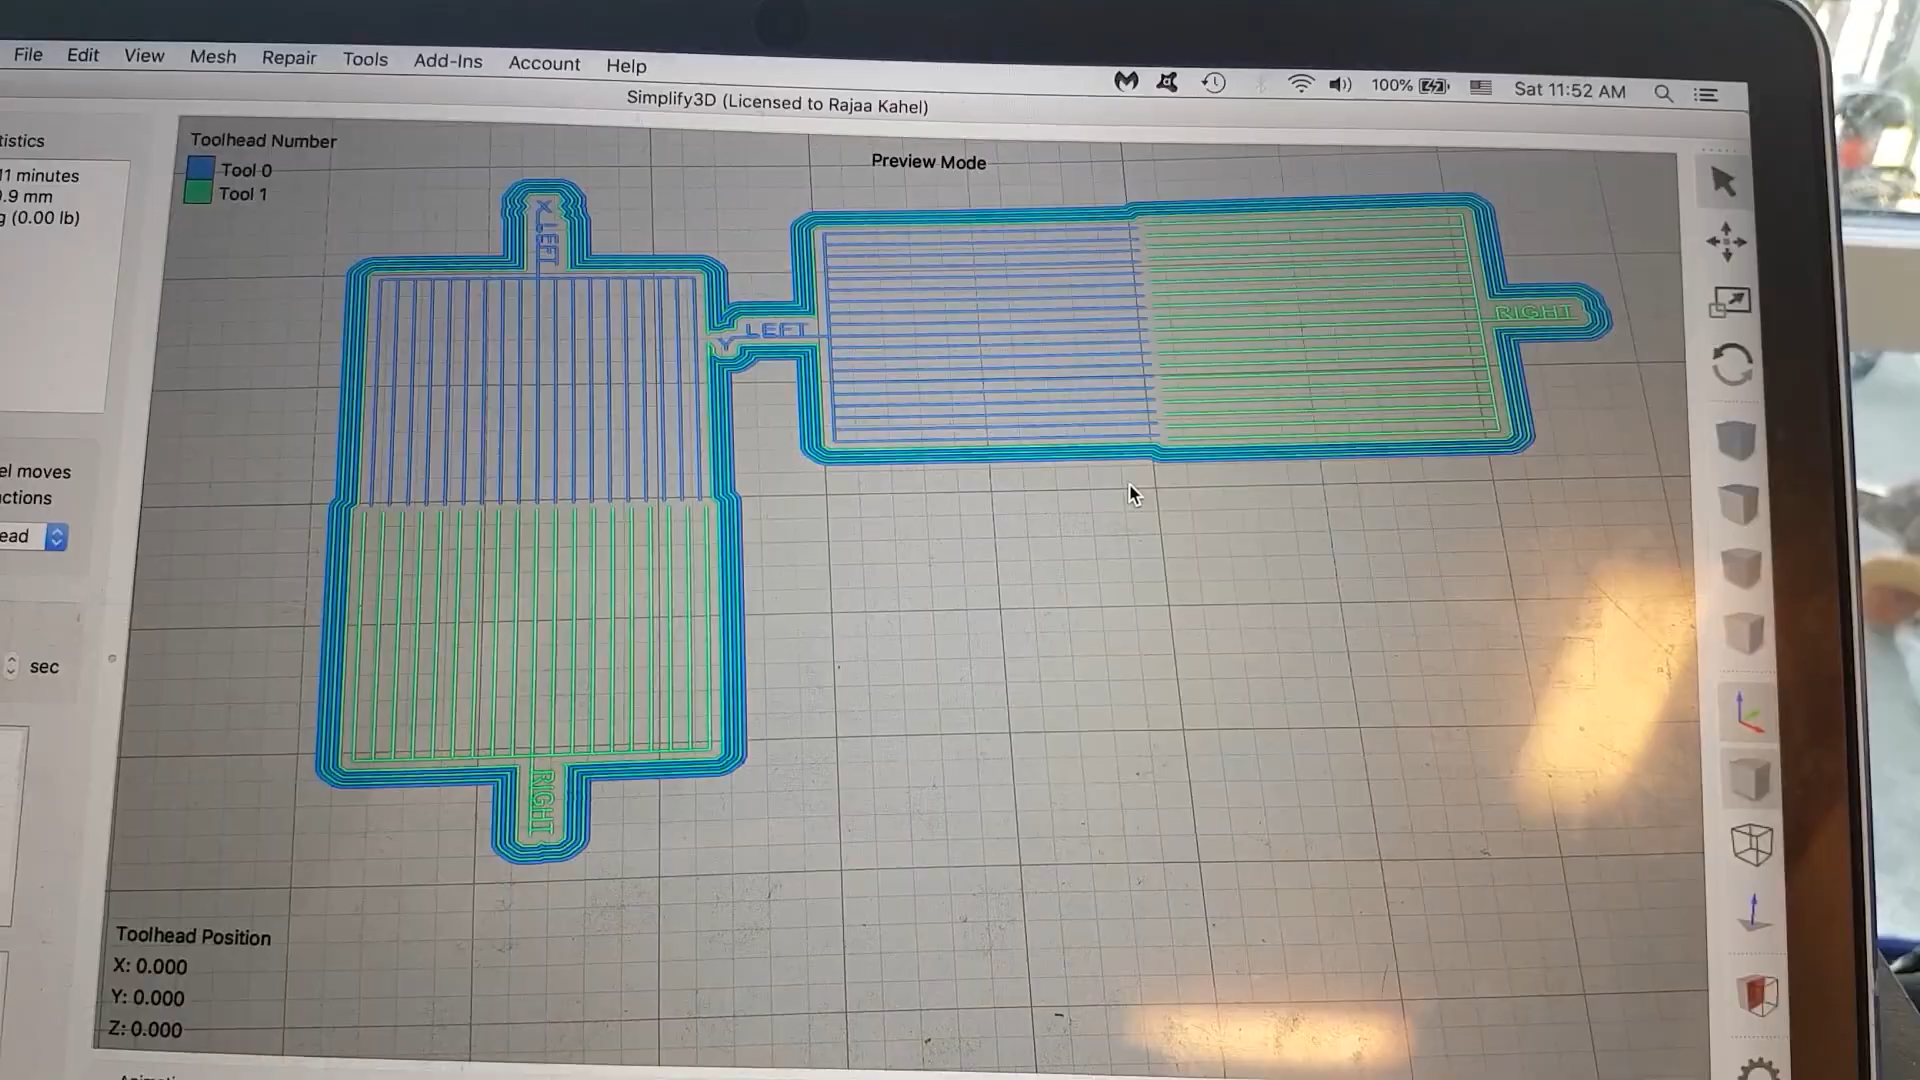 File Edit View Mesh Repair Tools Add-Ins Account Help
100% Sat 11:52 AM
Simplify3D (Licensed to Rajaa Kahel)
tistics
11 minutes
.9 mm
g (0.00 lb)
el moves
ctions
ead
sec
Toolhead Number
Tool 0
Tool 1
Preview Mode
X LEFT
RIGHT
Y LEFT
RIGHT
Toolhead Position
X: 0.000
Y: 0.000
Z: 0.000